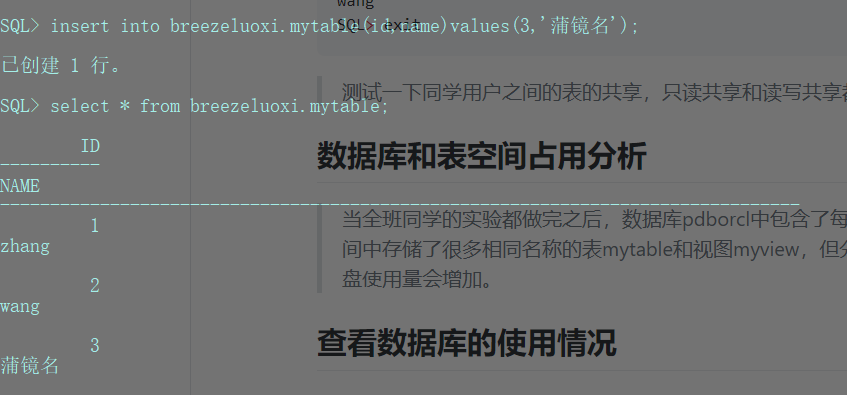 SQL> insert into breezeluoxi.mytable(id,name)values(3,'蒲镜名');
已创建 1 行。
SQL> select * from breezeluoxi.mytable;
ID
----------
NAME
--------------------------------------------------------------------------------
1
zhang
2
wang
3
蒲镜名
wang
SQL> exit
测试一下同学用户之间的表的共享，只读共享和读写共享
数据库和表空间占用分析
当全班同学的实验都做完之后，数据库pdborcl中包含了每
间中存储了很多相同名称的表mytable和视图myview，但分
盘使用量会增加。
查看数据库的使用情况